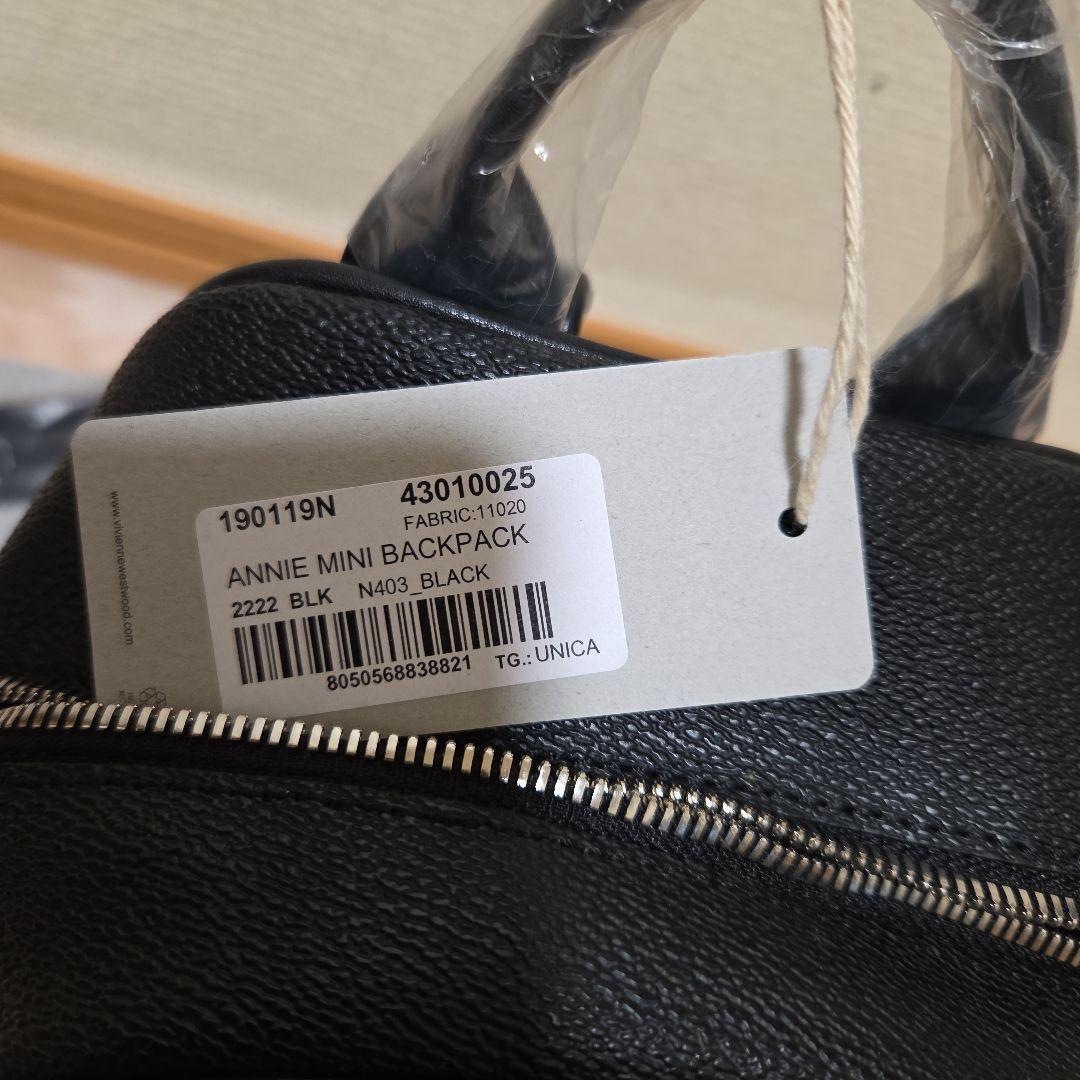 190119N 43010025
FABRIC:11020
ANNIE MINI BACKPACK
2222 BLK N403_BLACK
8050568838821 TG.: UNICA
www.viviennewestwood.com